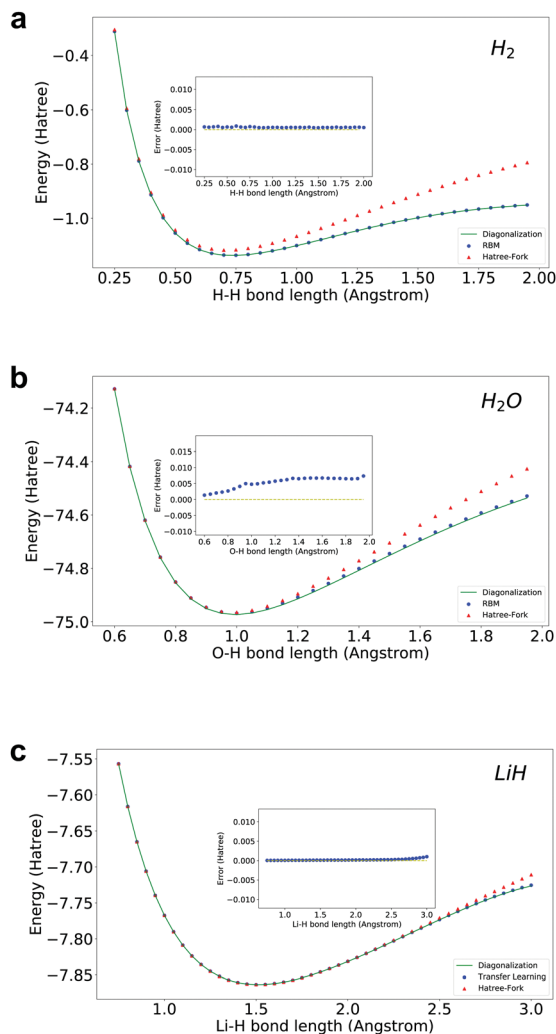 a
H2
Energy (Hatree)
−0.4
−0.6
−0.8
−1.0
Error (Hatree)
0.010
0.005
0.000
−0.005
−0.010
0.25 0.50 0.75 1.00 1.25 1.50 1.75 2.00
H-H bond length (Angstrom)
Diagonalization
RBM
Hatree-Fork
0.25 0.50 0.75 1.00 1.25 1.50 1.75 2.00
H-H bond length (Angstrom)
b
H2O
Energy (Hatree)
−74.2
−74.4
−74.6
−74.8
−75.0
Error (Hatree)
0.015
0.010
0.005
0.000
−0.005
−0.010
0.6 0.8 1.0 1.2 1.4 1.6 1.8 2.0
O-H bond length (Angstrom)
Diagonalization
RBM
Hatree-Fork
0.6 0.8 1.0 1.2 1.4 1.6 1.8 2.0
O-H bond length (Angstrom)
c
LiH
Energy (Hatree)
−7.55
−7.60
−7.65
−7.70
−7.75
−7.80
−7.85
Error (Hatree)
0.010
0.005
0.000
−0.005
−0.010
1.0 1.5 2.0 2.5 3.0
Li-H bond length (Angstrom)
Diagonalization
Transfer Learning
Hatree-Fork
1.0 1.5 2.0 2.5 3.0
Li-H bond length (Angstrom)